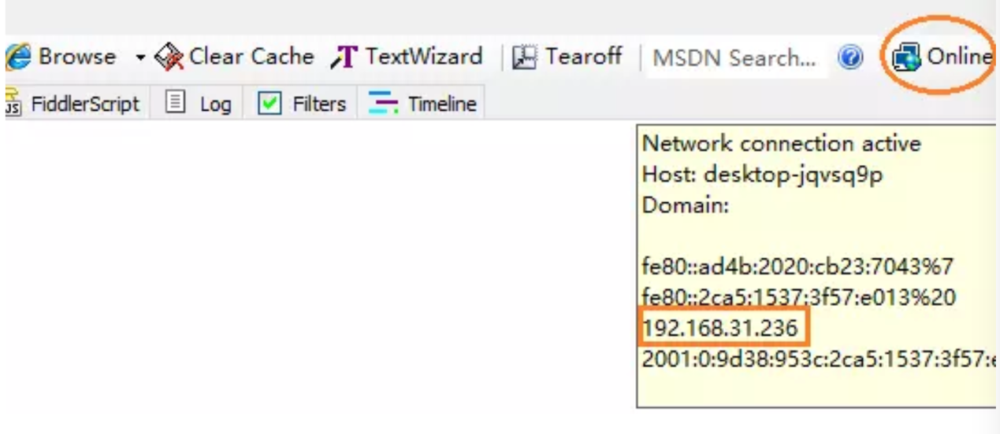 Browse Clear Cache TextWizard Tearoff MSDN Search... Online
JS FiddlerScript Log Filters Timeline
Network connection active
Host: desktop-jqvsq9p
Domain:
fe80::ad4b:2020:cb23:7043%7
fe80::2ca5:1537:3f57:e013%20
192.168.31.236
2001:0:9d38:953c:2ca5:1537:3f57:e